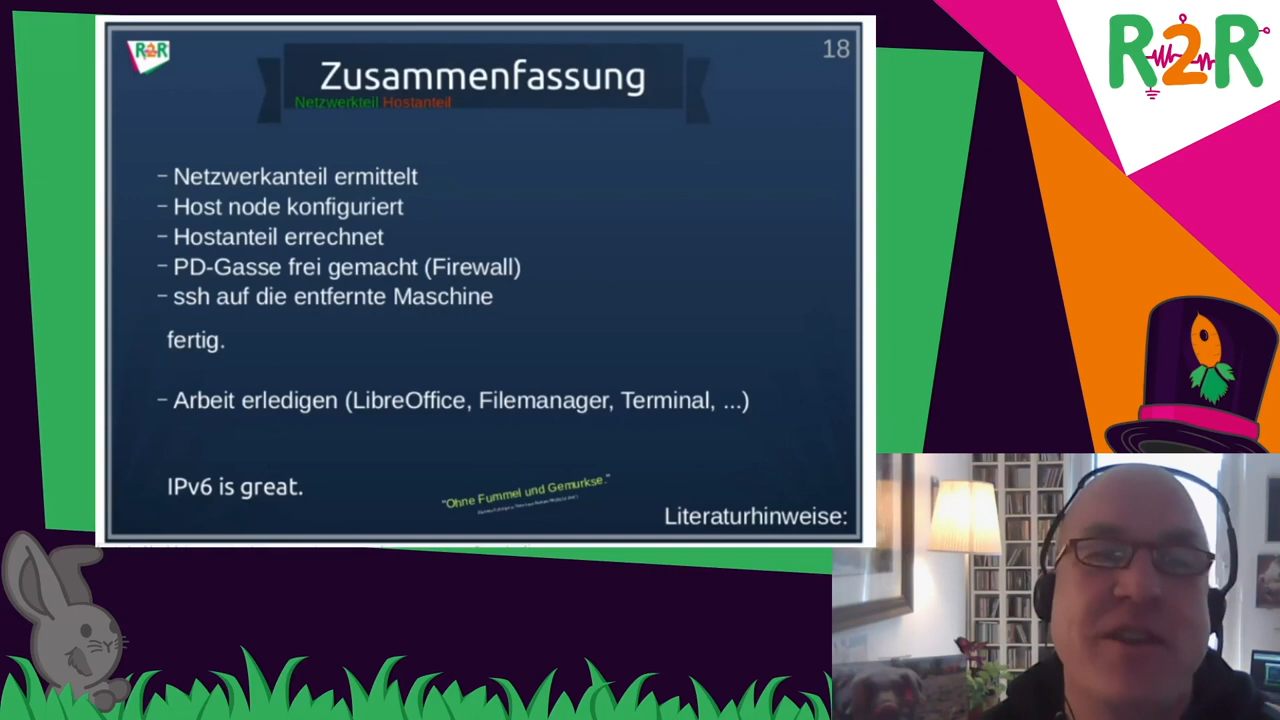 R2R
18
Zusammenfassung
Netzwerkteil Hostanteil
– Netzwerkanteil ermittelt
– Host node konfiguriert
– Hostanteil errechnet
– PD-Gasse frei gemacht (Firewall)
– ssh auf die entfernte Maschine
fertig.
– Arbeit erledigen (LibreOffice, Filemanager, Terminal, ...)
IPv6 is great.
"Ohne Fummel und Gemurkse."
Literaturhinweise:
R2R